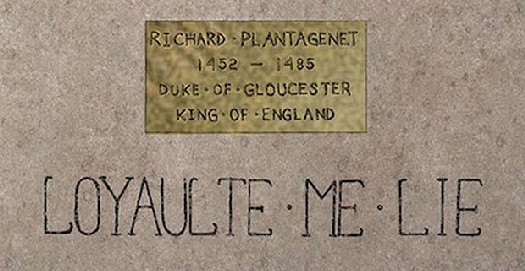 RICHARD · PLANTAGENET
1452 — 1485
DUKE · OF · GLOUCESTER
KING · OF · ENGLAND
LOYAULTE · ME · LIE